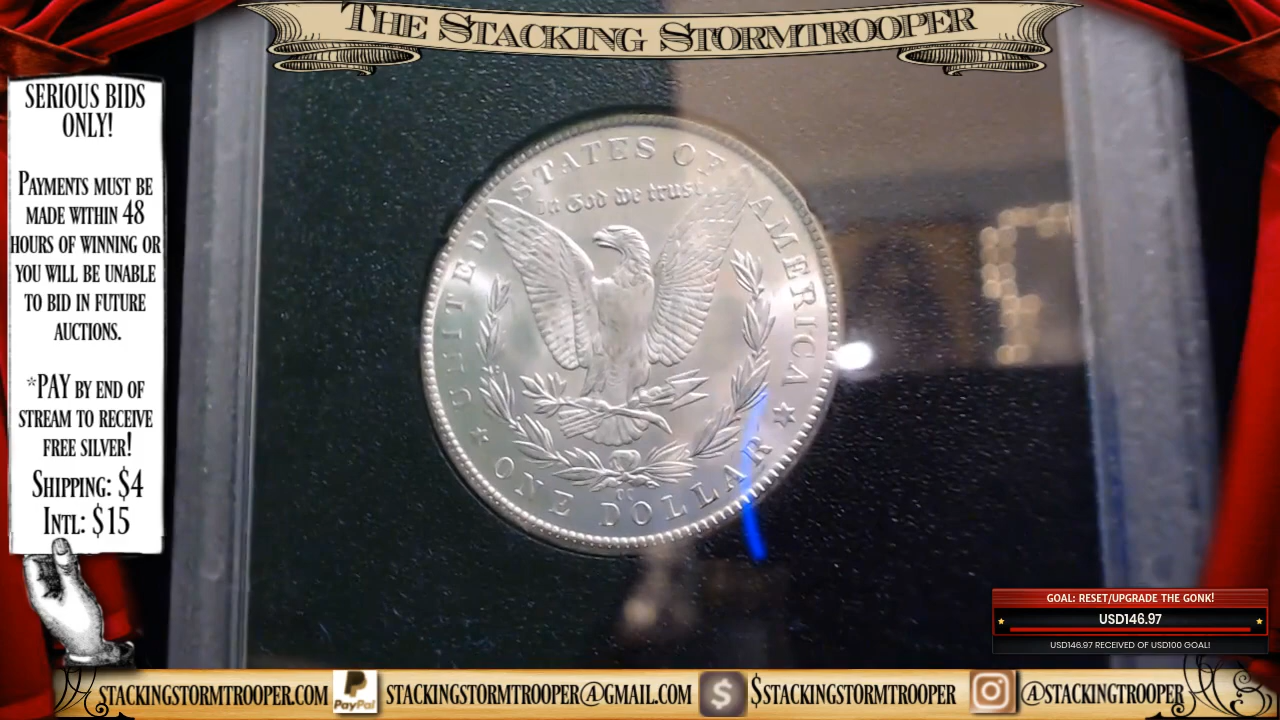 THE STACKING STORMTROOPER
SERIOUS BIDS
ONLY!
PAYMENTS MUST BE
MADE WITHIN 48
HOURS OF WINNING OR
YOU WILL BE UNABLE
TO BID IN FUTURE
AUCTIONS.
*PAY BY END OF
STREAM TO RECEIVE
FREE SILVER!
SHIPPING: $4
INTL: $15
UNITED STATES OF AMERICA
In God we trust
CC
ONE DOLLAR
GOAL: RESET/UPGRADE THE GONK!
USD146.97
USD146.97 RECEIVED OF USD100 GOAL!
STACKINGSTORMTROOPER.COM
PayPal
STACKINGSTORMTROOPER@GMAIL.COM
$
$STACKINGSTORMTROOPER
@STACKINGTROOPER